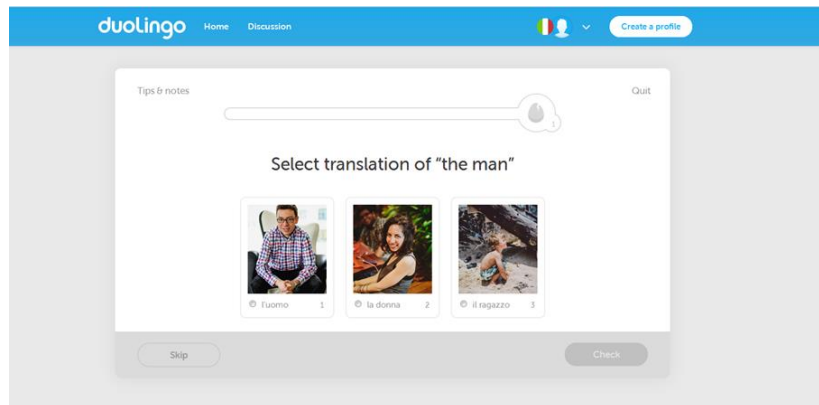 duolingo Home Discussion Create a profile
Tips & notes Quit
1
Select translation of “the man”
l'uomo 1 la donna 2 il ragazzo 3
Skip Check